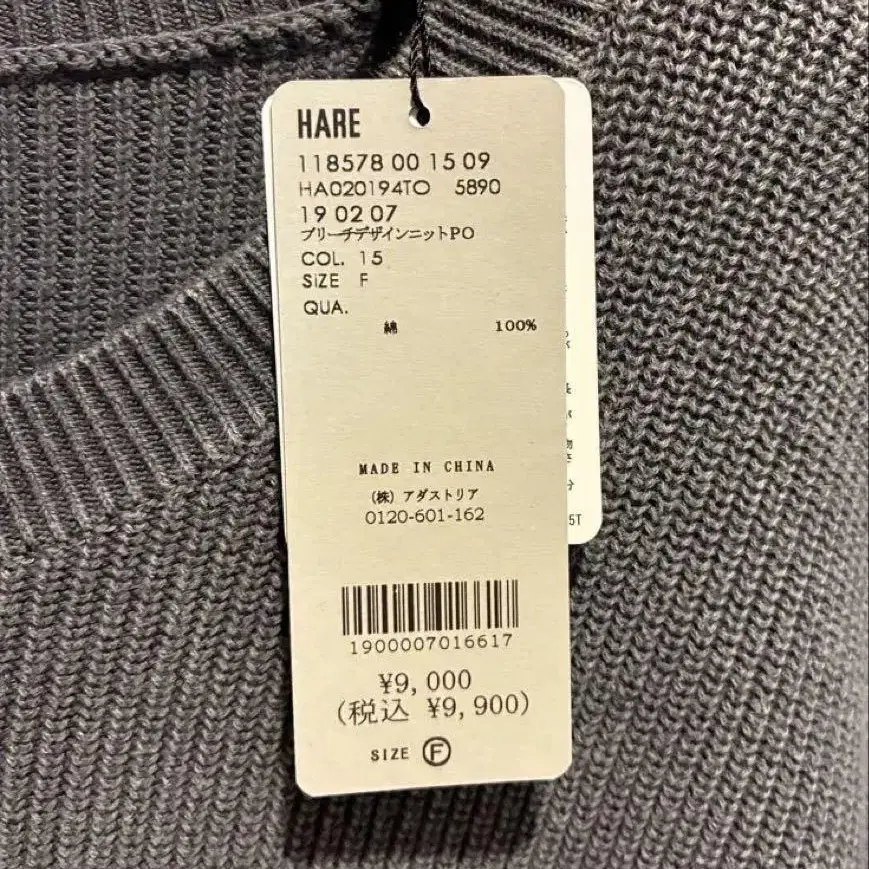 HARE
118578 00 15 09
HA020194TO 5890
19 02 07
ブリーチデザインニットPO
COL. 15
SIZE F
QUA.
綿 100%
MADE IN CHINA
(株) アダストリア
0120-601-162
1900007016617
¥9,000
(税込 ¥9,900)
SIZE F
5T